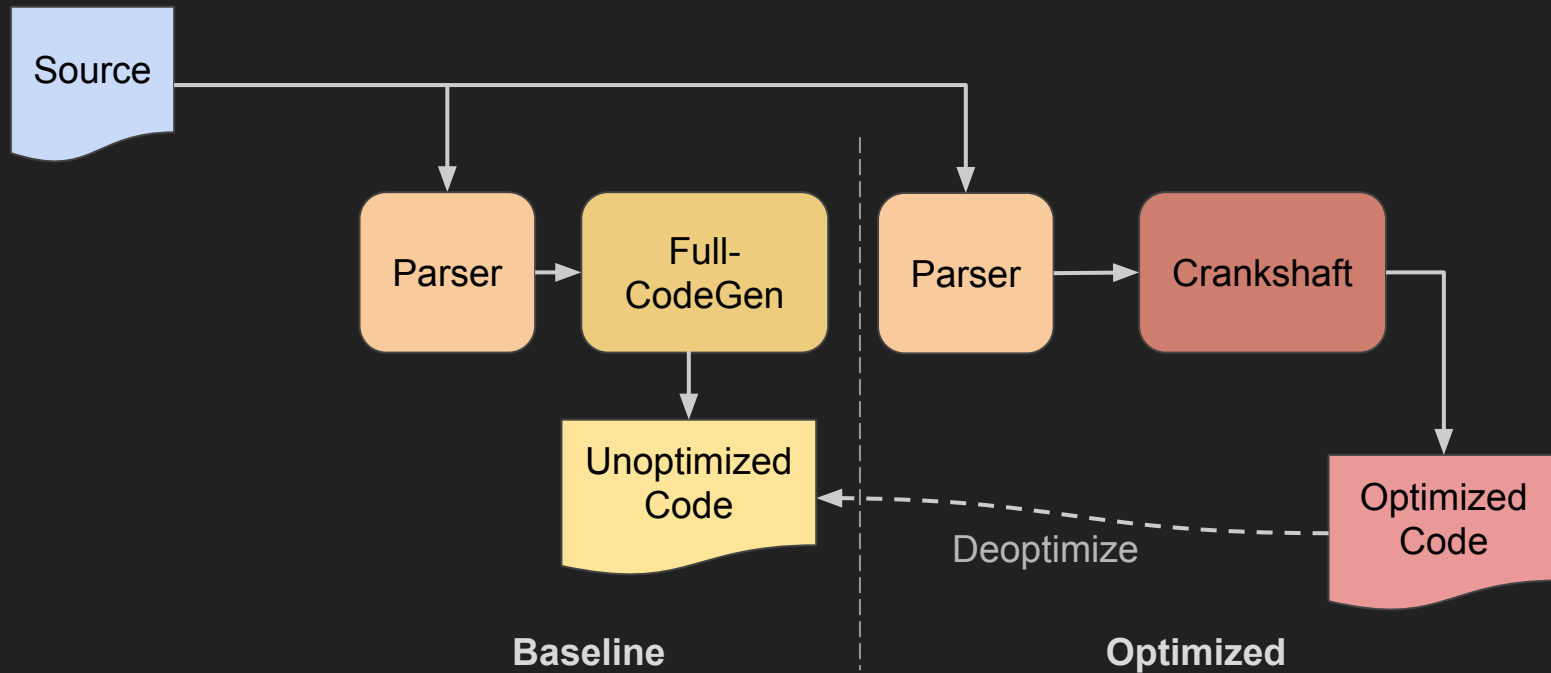 Source
Parser
Full-
CodeGen
Parser
Crankshaft
Unoptimized
Code
Optimized
Code
Deoptimize
Baseline
Optimized